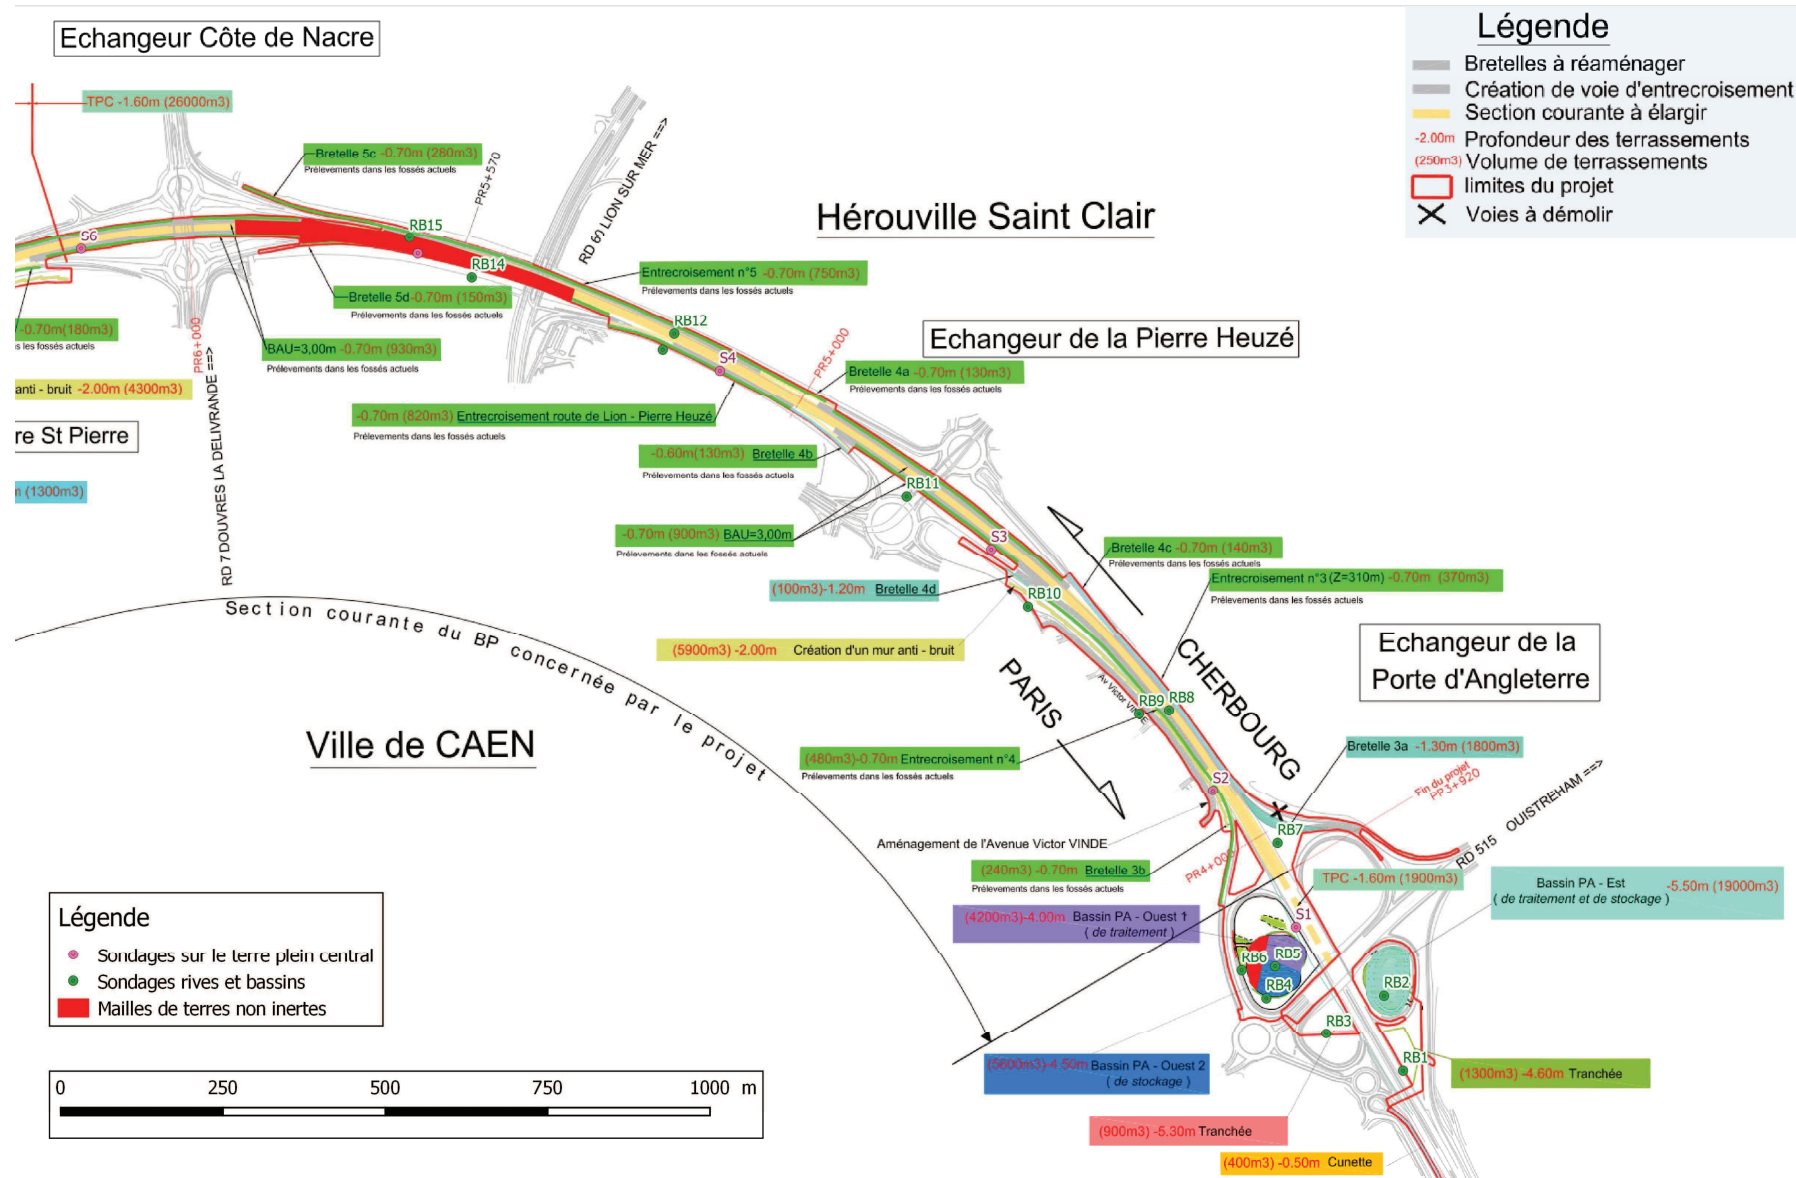 Echangeur Côte de Nacre
TPC -1.60m (26000m3)
Bretelle 5c -0.70m (280m3)
Prélevements dans les fossés actuels
PR5+570
RD 60 LION SUR MER ==>
Hérouville Saint Clair
Légende
Bretelles à réaménager
Création de voie d'entrecroisement
Section courante à élargir
-2.00m Profondeur des terrassements
(250m3) Volume de terrassements
limites du projet
Voies à démolir
S6
RB15
RB14
Entrecroisement n°5 -0.70m (750m3)
Prélevements dans les fossés actuels
Bretelle 5d -0.70m (150m3)
Prélevements dans les fossés actuels
-0.70m(180m3)
s les fossés actuels
PR6+000
BAU=3,00m -0.70m (930m3)
Prélevements dans les fossés actuels
RB12
S4
PR5+000
Echangeur de la Pierre Heuzé
Bretelle 4a -0.70m (130m3)
Prélevements dans les fossés actuels
anti - bruit -2.00m (4300m3)
re St Pierre
(1300m3)
RD 7 DOUVRES LA DELIVRANDE ==>
-0.70m (820m3) Entrecroisement route de Lion - Pierre Heuzé
Prélevements dans les fossés actuels
-0.60m(130m3) Bretelle 4b
Prélevements dans les fossés actuels
RB11
-0.70m (900m3) BAU=3,00m
Prélevements dans les fossés actuels
S3
Bretelle 4c -0.70m (140m3)
Prélevements dans les fossés actuels
Entrecroisement n°3 (Z=310m) -0.70m (370m3)
Prélevements dans les fossés actuels
(100m3)-1.20m Bretelle 4d
RB10
Section courante du BP concernée par le projet
(5900m3) -2.00m Création d'un mur anti - bruit
Echangeur de la
Porte d'Angleterre
PARIS
CHERBOURG
Av Victor VINDE
RB9
RB8
Ville de CAEN
(480m3)-0.70m Entrecroisement n°4
Prélevements dans les fossés actuels
Bretelle 3a -1.30m (1800m3)
S2
Fin du projet
PR3+920
OUISTREHAM ==>
RD 515
RB7
Aménagement de l'Avenue Victor VINDE
(240m3) -0.70m Bretelle 3b
Prélevements dans les fossés actuels
PR4+000
TPC -1.60m (1900m3)
Bassin PA - Est -5.50m (19000m3)
( de traitement et de stockage )
(4200m3)-4.00m Bassin PA - Ouest 1
( de traitement )
S1
RB6
RB5
RB4
RB2
RB3
RB1
Légende
Sondages sur le terre plein central
Sondages rives et bassins
Mailles de terres non inertes
(5600m3)-4.50m Bassin PA - Ouest 2
( de stockage )
(1300m3) -4.60m Tranchée
0 250 500 750 1000 m
(900m3) -5.30m Tranchée
(400m3) -0.50m Cunette